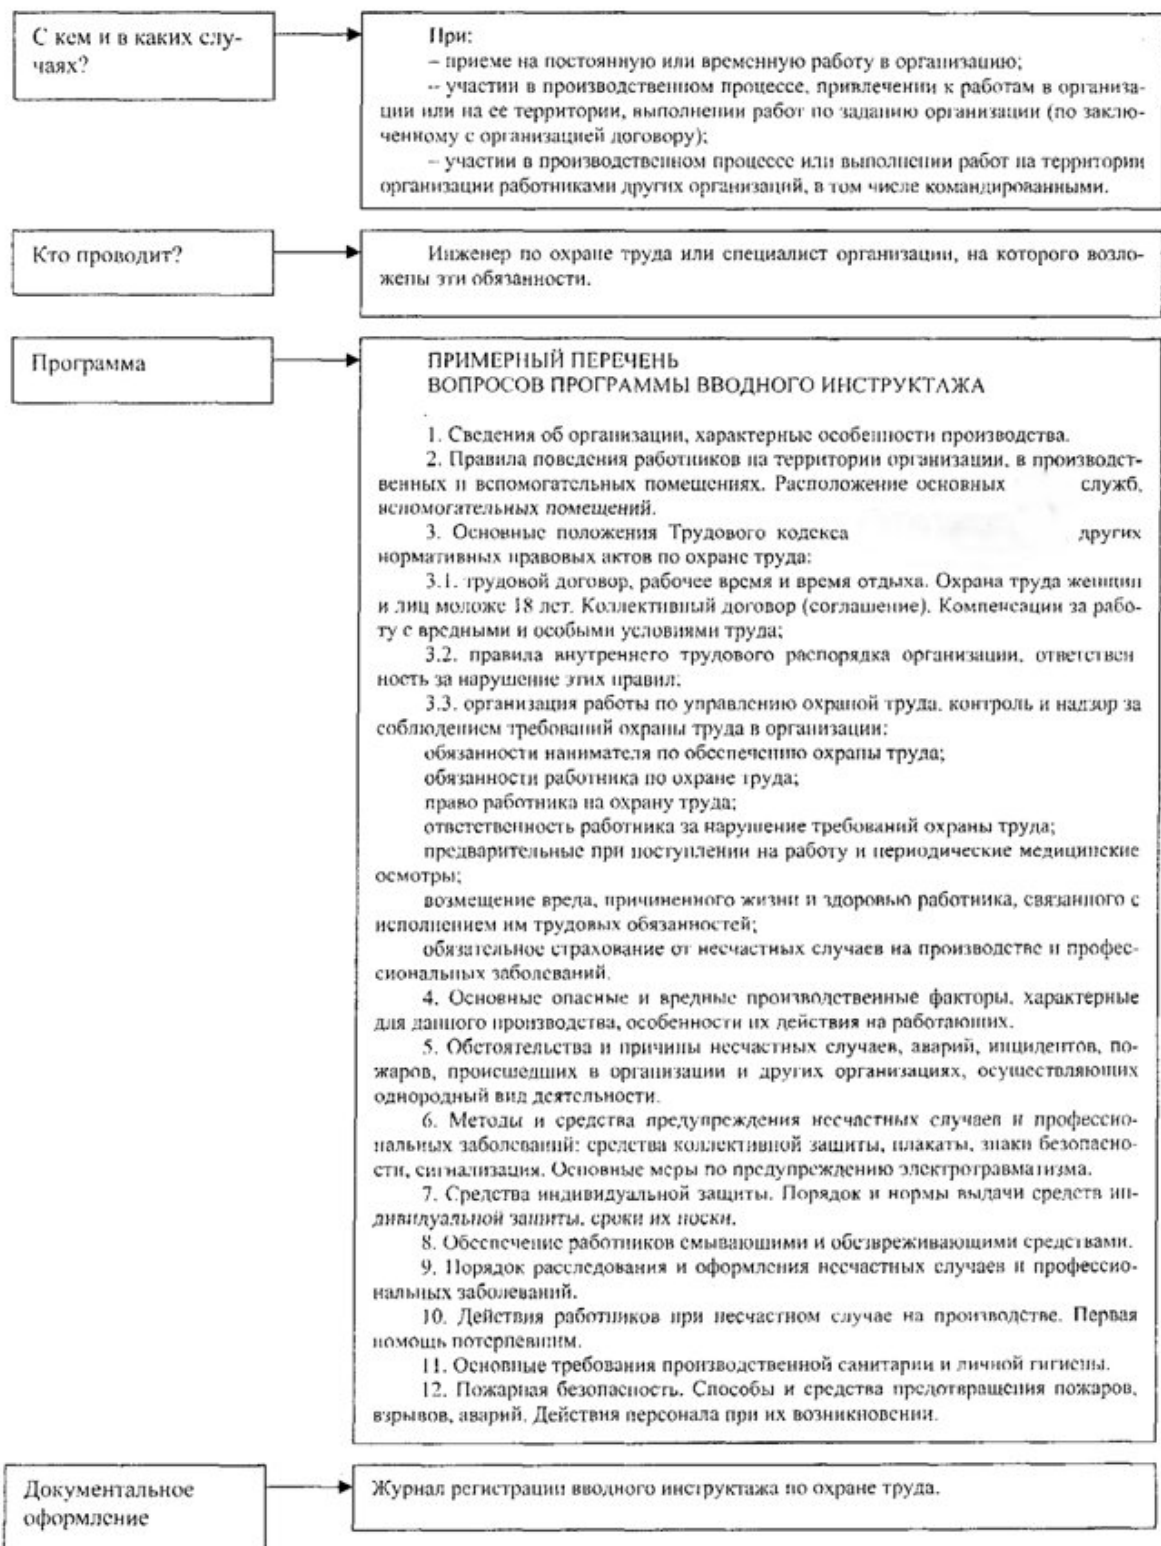 С кем и в каких слу-
чаях?
При:
– приеме на постоянную или временную работу в организацию;
– участии в производственном процессе, привлечении к работам в организа-
ции или на ее территории, выполнении работ по заданию организации (по заклю-
ченному с организацией договору);
– участии в производственном процессе или выполнении работ на территории
организации работниками других организаций, в том числе командированными.
Кто проводит?
Инженер по охране труда или специалист организации, на которого возло-
жены эти обязанности.
Программа
ПРИМЕРНЫЙ ПЕРЕЧЕНЬ
ВОПРОСОВ ПРОГРАММЫ ВВОДНОГО ИНСТРУКТАЖА
1. Сведения об организации, характерные особенности производства.
2. Правила поведения работников на территории организации, в производст-
венных и вспомогательных помещениях. Расположение основных служб,
вспомогательных помещений.
3. Основные положения Трудового кодекса других
нормативных правовых актов по охране труда:
3.1. трудовой договор, рабочее время и время отдыха. Охрана труда женщин
и лиц моложе 18 лет. Коллективный договор (соглашение). Компенсации за рабо-
ту с вредными и особыми условиями труда;
3.2. правила внутреннего трудового распорядка организации, ответствен
ность за нарушение этих правил;
3.3. организация работы по управлению охраной труда, контроль и надзор за
соблюдением требований охраны труда в организации:
обязанности нанимателя по обеспечению охраны труда;
обязанности работника по охране труда;
право работника на охрану труда;
ответственность работника за нарушение требований охраны труда;
предварительные при поступлении на работу и периодические медицинские
осмотры;
возмещение вреда, причиненного жизни и здоровью работника, связанного с
исполнением им трудовых обязанностей;
обязательное страхование от несчастных случаев на производстве и профес-
сиональных заболеваний.
4. Основные опасные и вредные производственные факторы, характерные
для данного производства, особенности их действия на работающих.
5. Обстоятельства и причины несчастных случаев, аварий, инцидентов, по-
жаров, происшедших в организации и других организациях, осуществляющих
однородный вид деятельности.
6. Методы и средства предупреждения несчастных случаев и профессио-
нальных заболеваний: средства коллективной защиты, плакаты, знаки безопасно-
сти, сигнализация. Основные меры по предупреждению электротравматизма.
7. Средства индивидуальной защиты. Порядок и нормы выдачи средств ин-
дивидуальной защиты, сроки их носки.
8. Обеспечение работников смывающими и обезвреживающими средствами.
9. Порядок расследования и оформления несчастных случаев и профессио-
нальных заболеваний.
10. Действия работников при несчастном случае на производстве. Первая
помощь потерпевшим.
11. Основные требования производственной санитарии и личной гигиены.
12. Пожарная безопасность. Способы и средства предотвращения пожаров,
взрывов, аварий. Действия персонала при их возникновении.
Документальное
оформление
Журнал регистрации вводного инструктажа по охране труда.